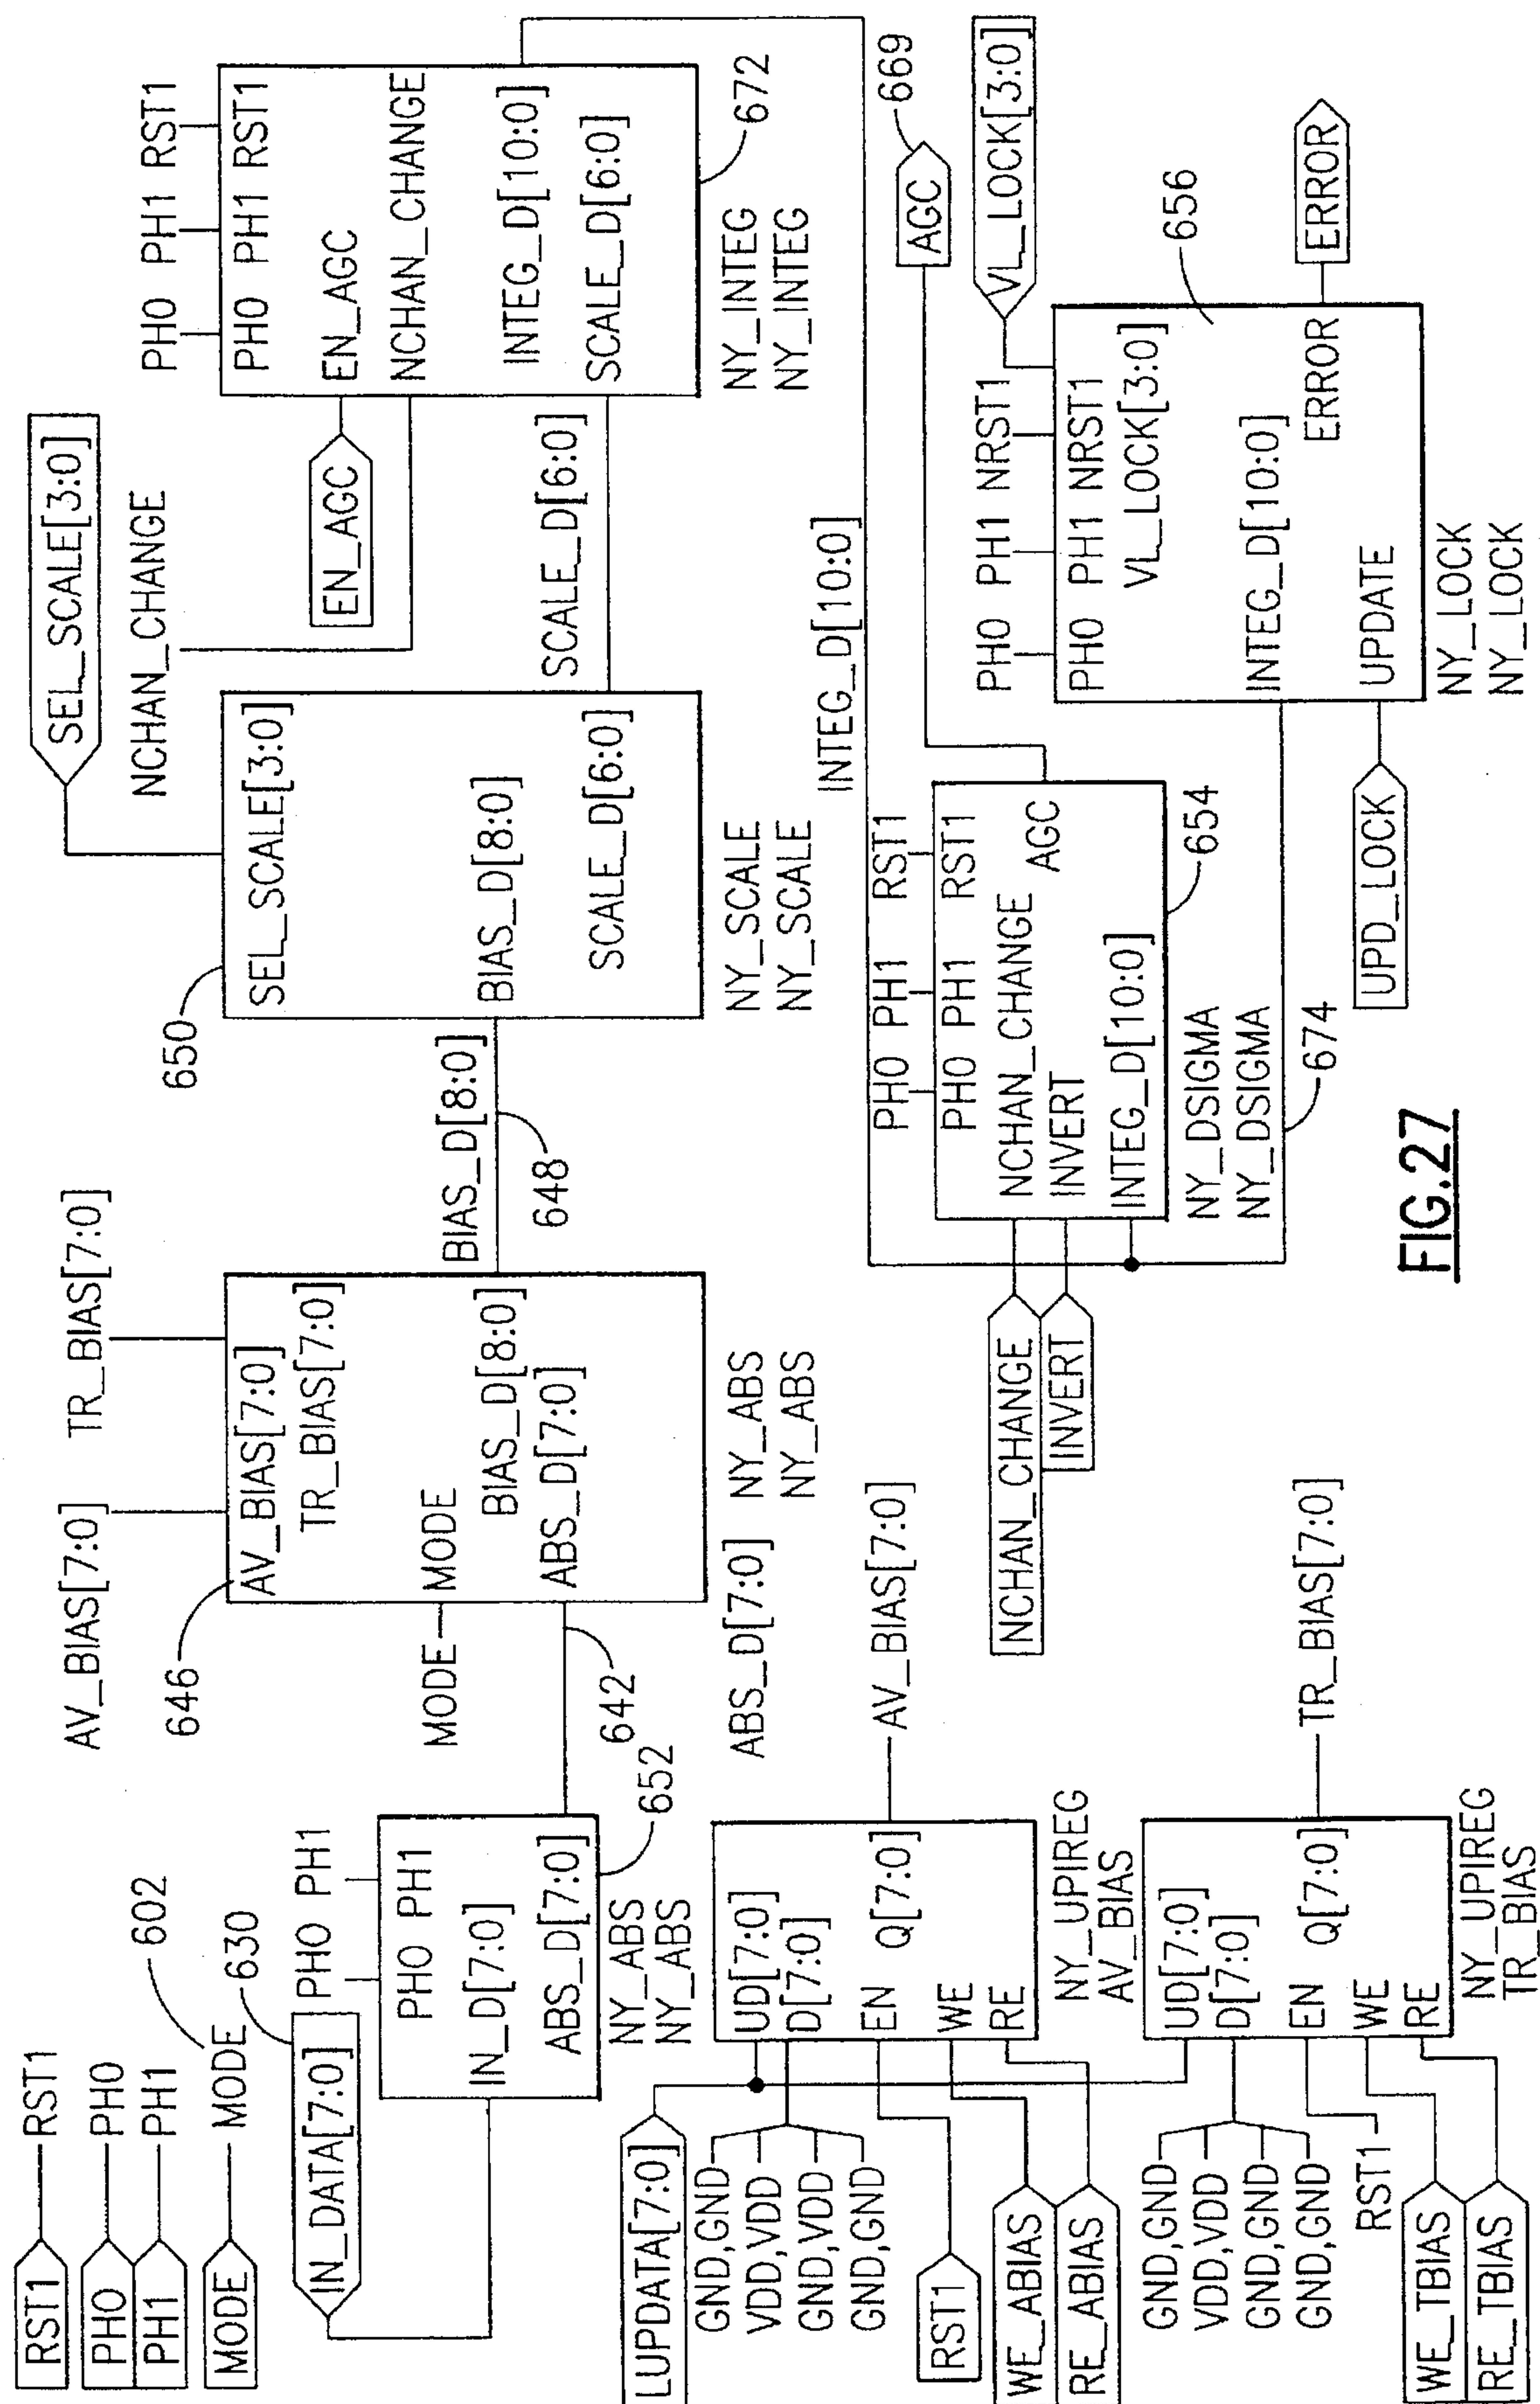 RST1
RST1
PH0
PH0
PH1
PH1
MODE
MODE
602
630
IN_DATA[7:0]
PH0 PH1
PH0 PH1
IN_D[7:0]
ABS_D[7:0]
NY_ABS
NY_ABS
652
642
646
AV_BIAS[7:0]
TR_BIAS[7:0]
AV_BIAS[7:0]
TR_BIAS[7:0]
MODE
MODE
BIAS_D[8:0]
ABS_D[7:0]
ABS_D[7:0]
NY_ABS
NY_ABS
BIAS_D[8:0]
648
650
SEL_SCALE[3:0]
SEL_SCALE[3:0]
BIAS_D[8:0]
SCALE_D[6:0]
NY_SCALE
NY_SCALE
NCHAN_CHANGE
EN_AGC
SCALE_D[6:0]
PH0 PH1 RST1
PH0 PH1 RST1
EN_AGC
NCHAN_CHANGE
INTEG_D[10:0]
SCALE_D[6:0]
672
NY_INTEG
NY_INTEG
LUPDATA[7:0]
GND,GND
VDD,VDD
GND,VDD
GND,GND
RST1
WE_ABIAS
RE_ABIAS
UD[7:0]
D[7:0]
EN
Q[7:0]
WE
RE
NY_UPIREG
AV_BIAS
AV_BIAS[7:0]
GND,GND
VDD,VDD
GND,GND
GND,GND
RST1
WE_TBIAS
RE_TBIAS
UD[7:0]
D[7:0]
EN
Q[7:0]
WE
RE
NY_UPIREG
TR_BIAS
TR_BIAS[7:0]
INTEG_D[10:0]
NCHAN_CHANGE
INVERT
PH0 PH1 RST1
PH0 PH1 RST1
NCHAN_CHANGE
INVERT
AGC
INTEG_D[10:0]
654
NY_DSIGMA
NY_DSIGMA
674
AGC
669
VL_LOCK[3:0]
PH0 PH1 NRST1
PH0 PH1 NRST1
VL_LOCK[3:0]
656
INTEG_D[10:0]
ERROR
ERROR
UPDATE
UPD_LOCK
NY_LOCK
NY_LOCK
FIG.27